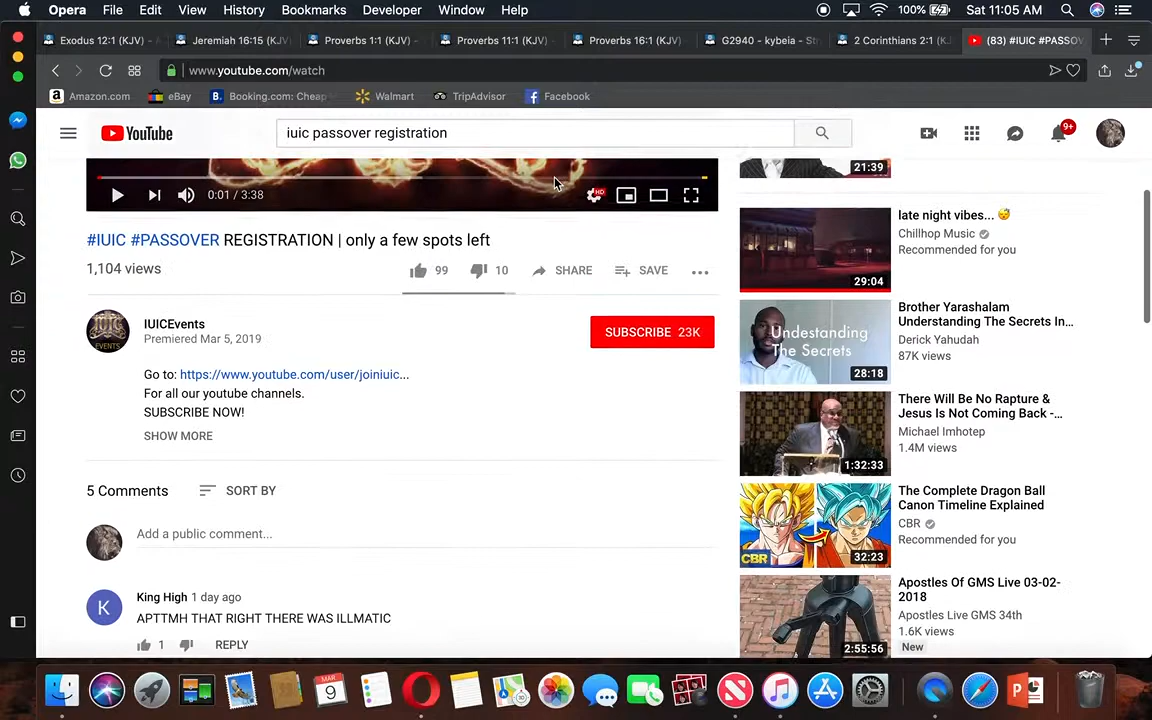 Opera File Edit View History Bookmarks Developer Window Help 100% Sat 11:05 AM
Exodus 12:1 (KJV) - Jeremiah 16:15 (KJV Proverbs 1:1 (KJV) - Proverbs 11:1 (KJV) - Proverbs 16:1 (KJV) G2940 - kybeia - St 2 Corinthians 2:1 (K. (83) #IUIC #PASSOV
www.youtube.com/watch
Amazon.com eBay Booking.com: Cheap Walmart TripAdvisor Facebook
YouTube
iuic passover registration
9+
21:39
0:01 / 3:38
HD
#IUIC #PASSOVER REGISTRATION | only a few spots left
1,104 views
99 10 SHARE SAVE
IUICEvents
Premiered Mar 5, 2019
SUBSCRIBE 23K
IUIC
EVENTS
Go to: https://www.youtube.com/user/joiniuic...
For all our youtube channels.
SUBSCRIBE NOW!
SHOW MORE
5 Comments SORT BY
Add a public comment...
K
King High 1 day ago
APTTMH THAT RIGHT THERE WAS ILLMATIC
1 REPLY
late night vibes...
Chillhop Music
Recommended for you
29:04
Brother Yarashalam
Understanding The Secrets In...
Derick Yahudah
87K views
Understanding
The Secrets
28:18
There Will Be No Rapture &
Jesus Is Not Coming Back -...
Michael Imhotep
1.4M views
1:32:33
The Complete Dragon Ball
Canon Timeline Explained
CBR
Recommended for you
CBR
32:23
Apostles Of GMS Live 03-02-
2018
Apostles Live GMS 34th
1.6K views
New
2:55:56
MAR
9